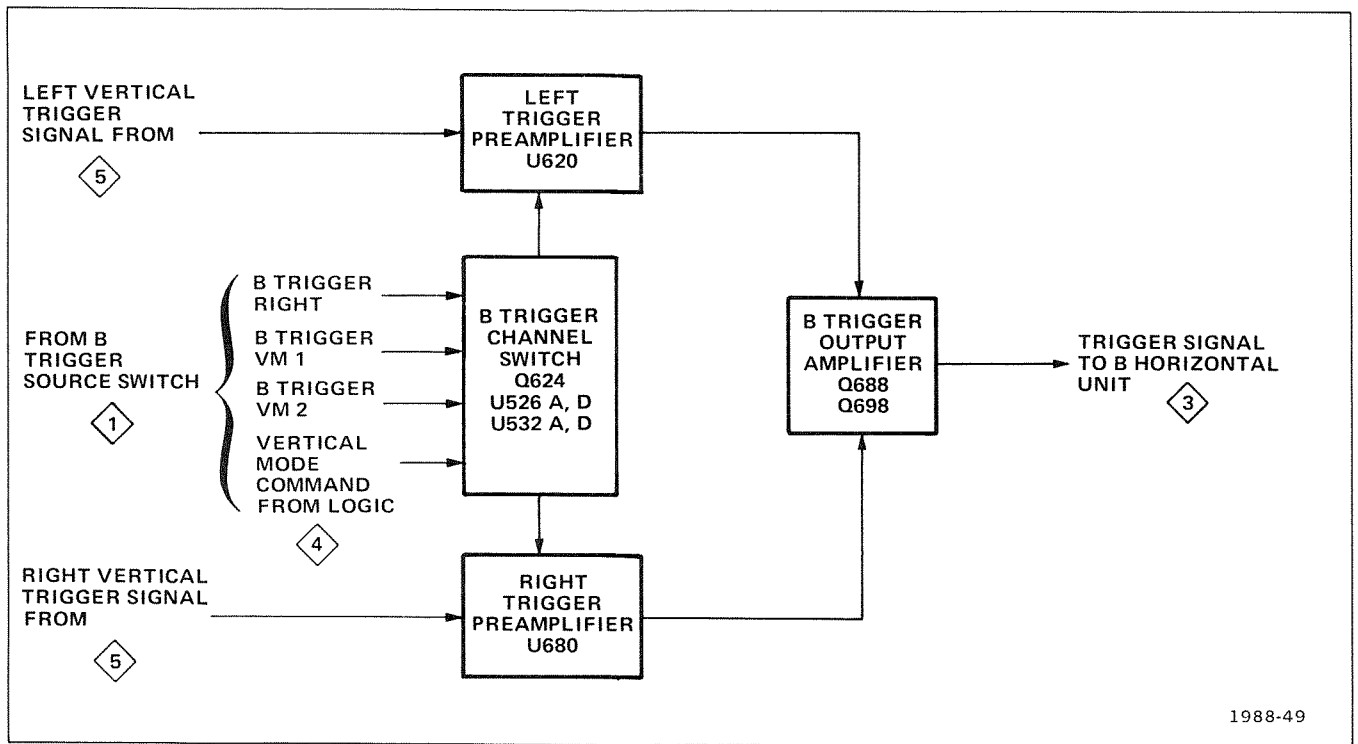 LEFT VERTICAL
TRIGGER
SIGNAL FROM
5
LEFT
TRIGGER
PREAMPLIFIER
U620
FROM B
TRIGGER
SOURCE SWITCH
1
B TRIGGER
RIGHT
B TRIGGER
VM 1
B TRIGGER
VM 2
VERTICAL
MODE
COMMAND
FROM LOGIC
4
B TRIGGER
CHANNEL
SWITCH
Q624
U526 A, D
U532 A, D
B TRIGGER
OUTPUT
AMPLIFIER
Q688
Q698
TRIGGER SIGNAL
TO B HORIZONTAL
UNIT
3
RIGHT VERTICAL
TRIGGER SIGNAL
FROM
5
RIGHT
TRIGGER
PREAMPLIFIER
U680
1988-49